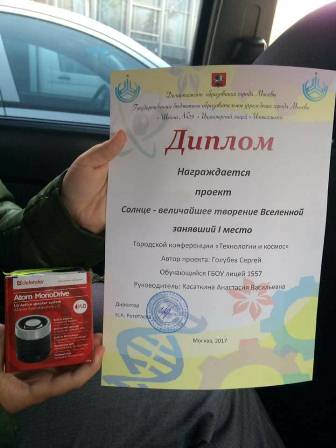 Департамент образования города Москвы
Государственное бюджетное образовательное учреждение города Москвы
Диплом
Награждается
проект
Солнце - величайшее творение Вселенной
занявший I место
Городской конференции «Технологии и космос»
Автор проекта: Голубев Сергей
Обучающийся ГБОУ лицей 1557
Руководитель: Касаткина Анастасия Васильевна
Директор
Москва, 2017
defender
Atom MonoDrive